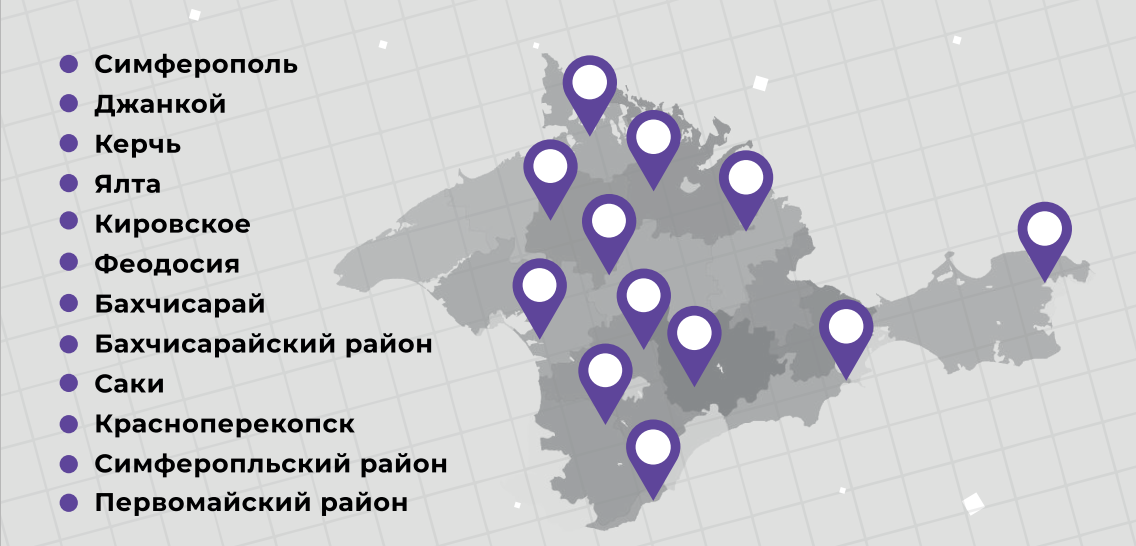 Симферополь
Джанкой
Керчь
Ялта
Кировское
Феодосия
Бахчисарай
Бахчисарайский район
Саки
Красноперекопск
Симферопльский район
Первомайский район